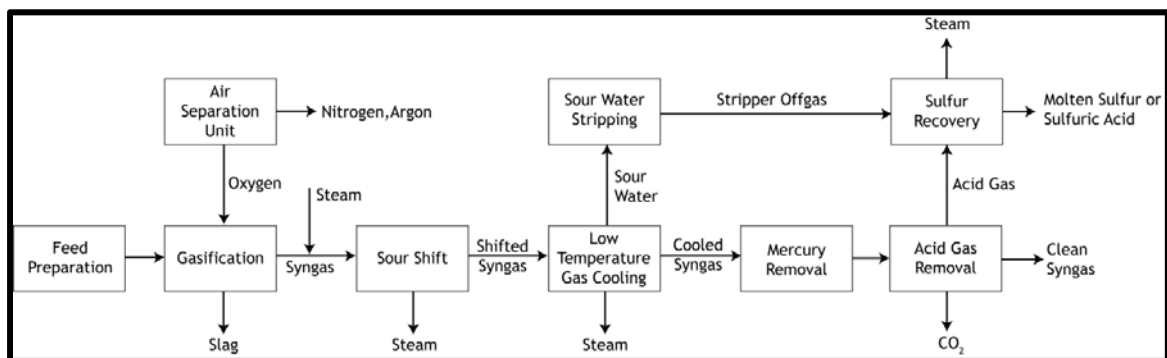 Steam
Air
Separation
Unit
Nitrogen,Argon
Sour Water
Stripping
Stripper Offgas
Sulfur
Recovery
Molten Sulfur or
Sulfuric Acid
Oxygen
Steam
Sour
Water
Acid Gas
Feed
Preparation
Gasification
Syngas
Sour Shift
Shifted
Syngas
Low
Temperature
Gas Cooling
Cooled
Syngas
Mercury
Removal
Acid Gas
Removal
Clean
Syngas
Slag
Steam
Steam
CO₂